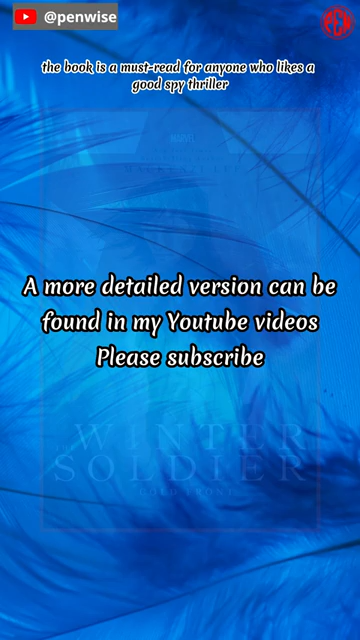 @penwise
PEN
the book is a must-read for anyone who likes a
good spy thriller
MARVEL
A more detailed version can be
found in my Youtube videos
Please subscribe
WINTER
SOLDIER
COLD FRONT